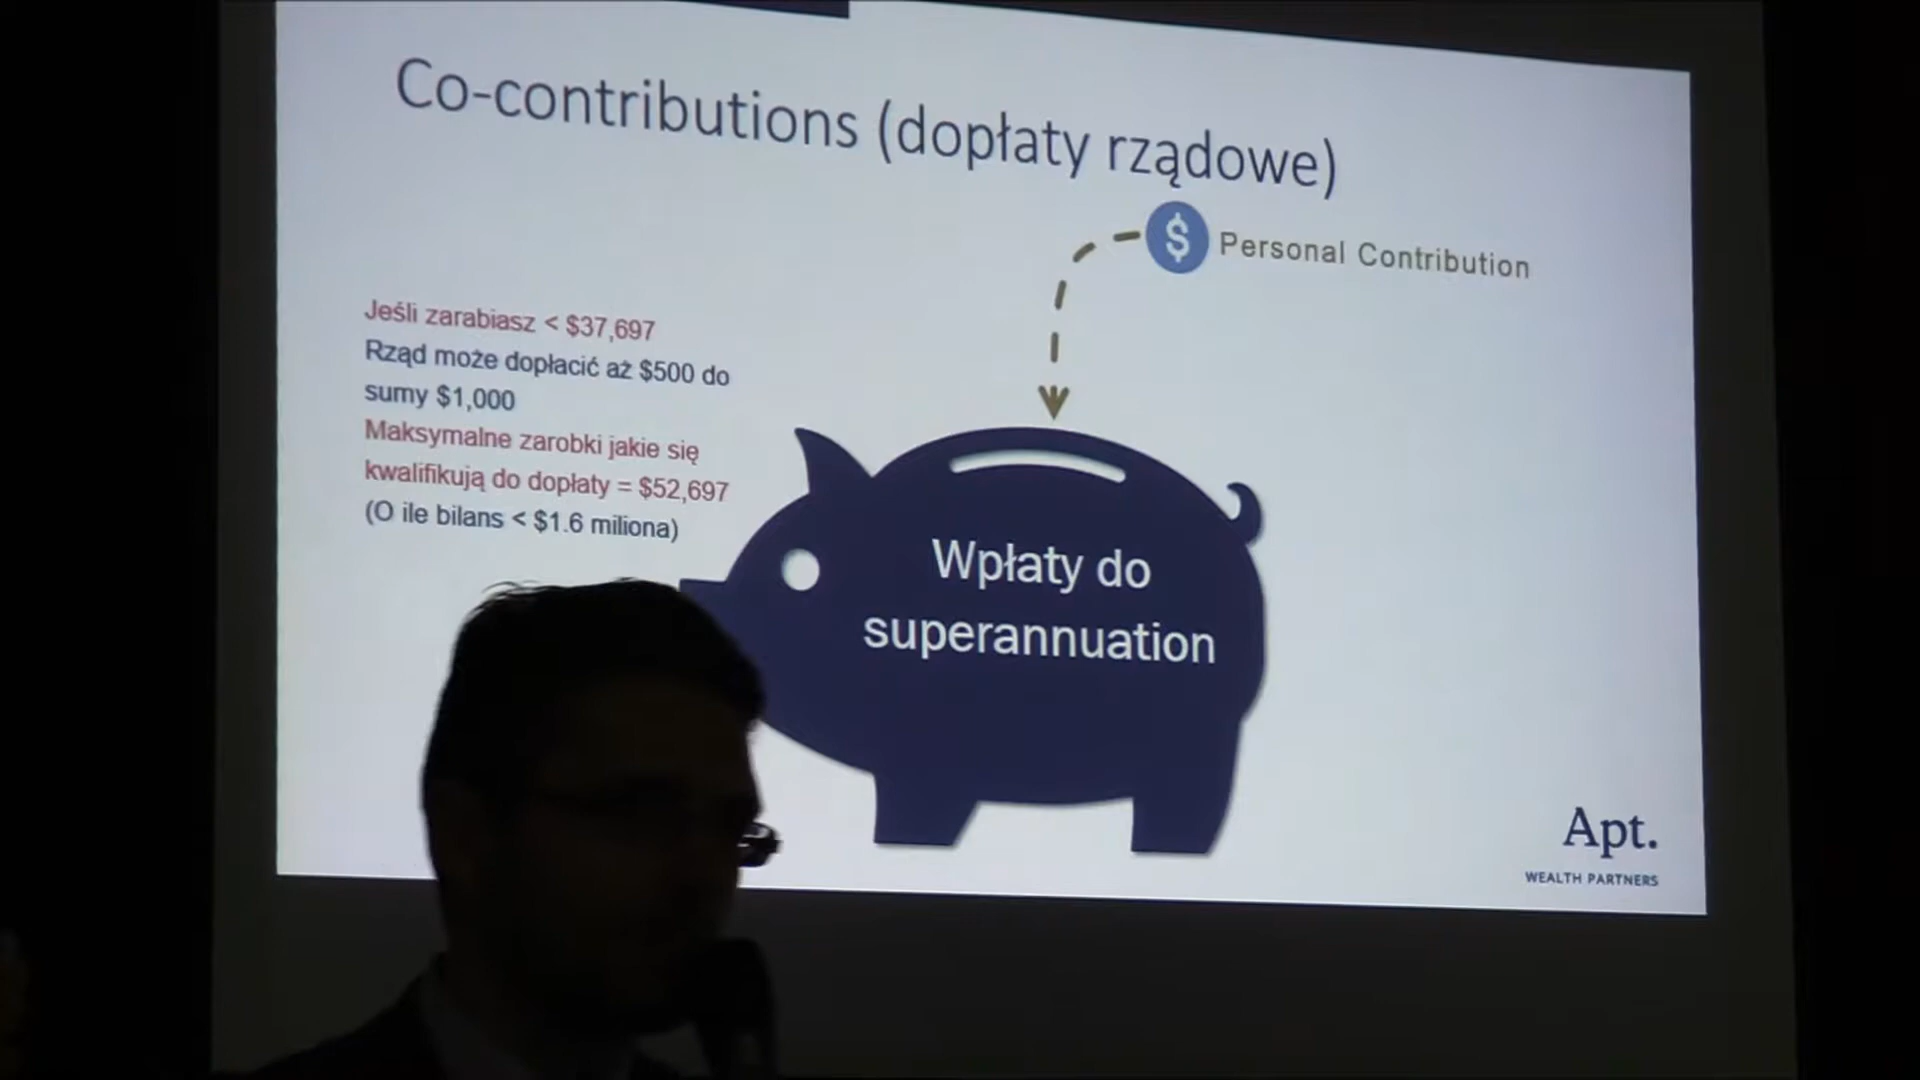 Co-contributions (dopłaty rządowe)
$ Personal Contribution
Jeśli zarabiasz < $37,697
Rząd może dopłacić aż $500 do
sumy $1,000
Maksymalne zarobki jakie się
kwalifikują do dopłaty = $52,697
(O ile bilans < $1.6 miliona)
Wpłaty do
superannuation
Apt.
WEALTH PARTNERS